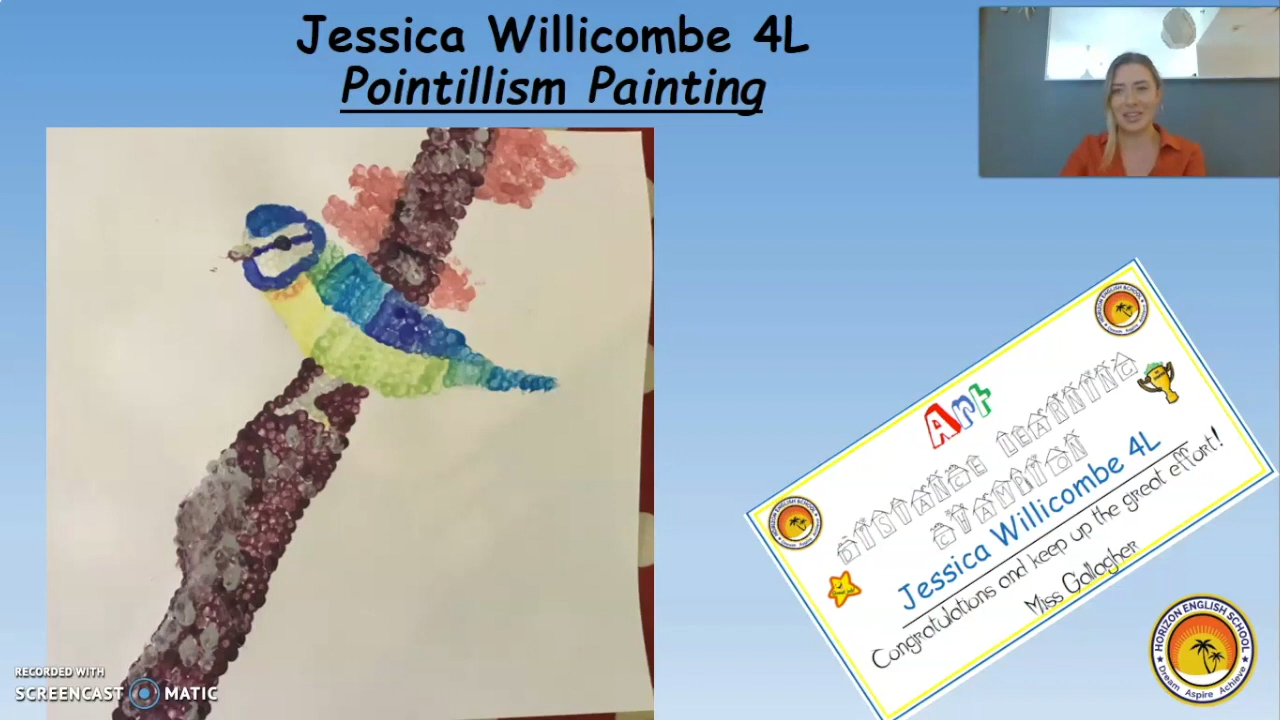 Jessica Willicombe 4L
Pointillism Painting
Art
DISTANCE LEARNING
CHAMPION
Jessica Willicombe 4L
Congratulations and keep up the great effort!
Miss Gallagher
HORIZON ENGLISH SCHOOL
Dream Aspire Achieve
RECORDED WITH
SCREENCAST MATIC